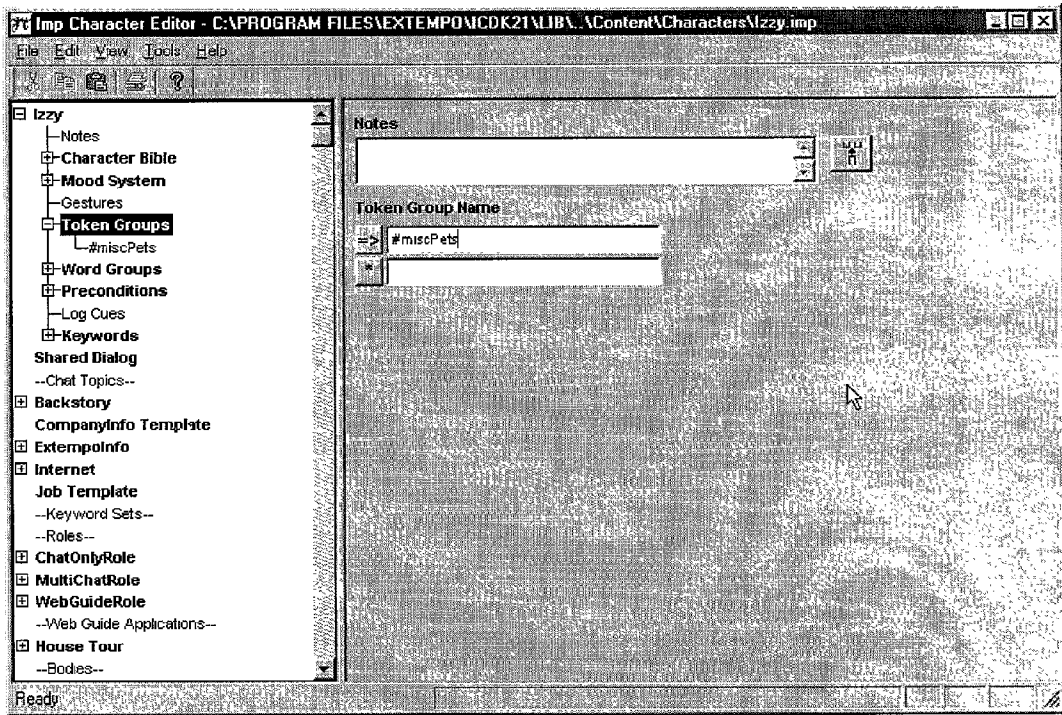 Imp Character Editor - C:\PROGRAM FILES\EXTEMPO\ICDK21\LIB\..\Content\Characters\Izzy.imp
File Edit View Tools Help
Izzy
Notes
Character Bible
Mood System
Gestures
Token Groups
#miscPets
Word Groups
Preconditions
Log Cues
Keywords
Shared Dialog
--Chat Topics--
Backstory
CompanyInfo Template
ExtempoInfo
Internet
Job Template
--Keyword Sets--
--Roles--
ChatOnlyRole
MultiChatRole
WebGuideRole
--Web Guide Applications--
House Tour
--Bodies--
Notes
Token Group Name
=> #miscPets
*
Ready